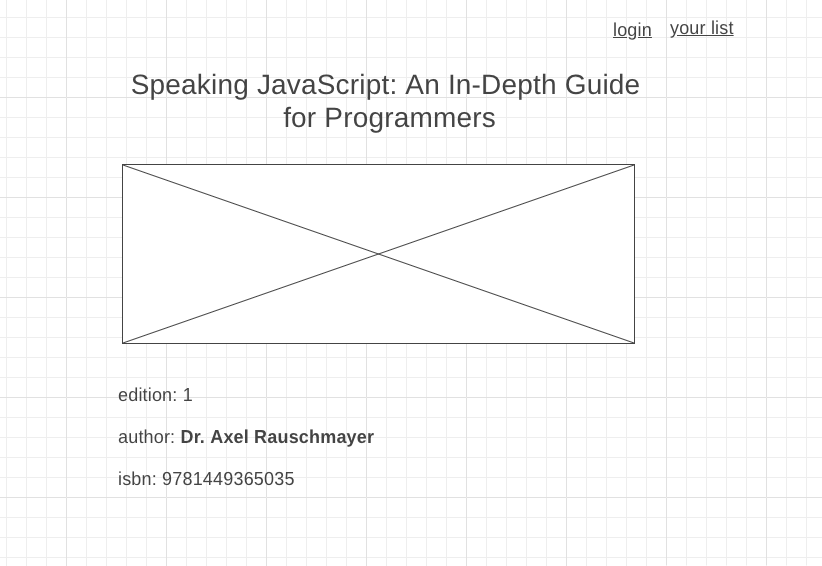 login your list
Speaking JavaScript: An In-Depth Guide
for Programmers
edition: 1
author: Dr. Axel Rauschmayer
isbn: 9781449365035